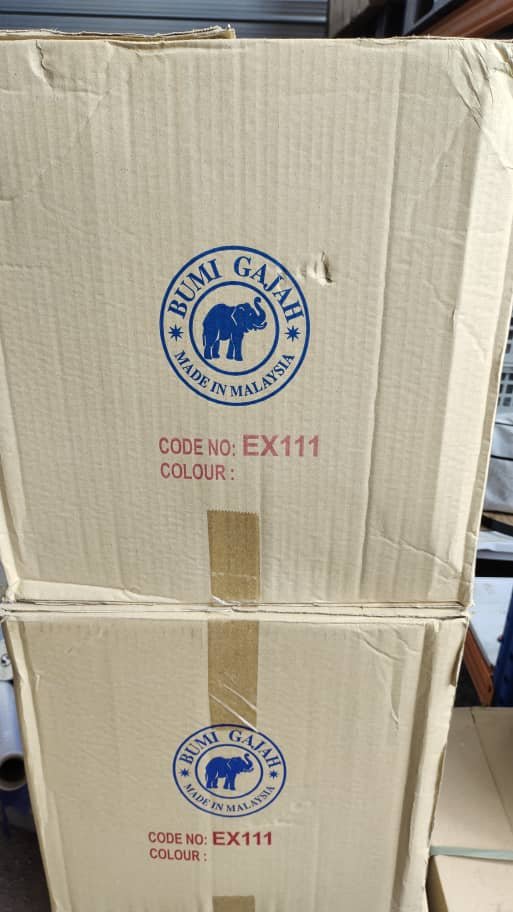 BUMI GAJAH
MADE IN MALAYSIA
CODE NO: EX111
COLOUR :
BUMI GAJAH
MADE IN MALAYSIA
CODE NO: EX111
COLOUR :